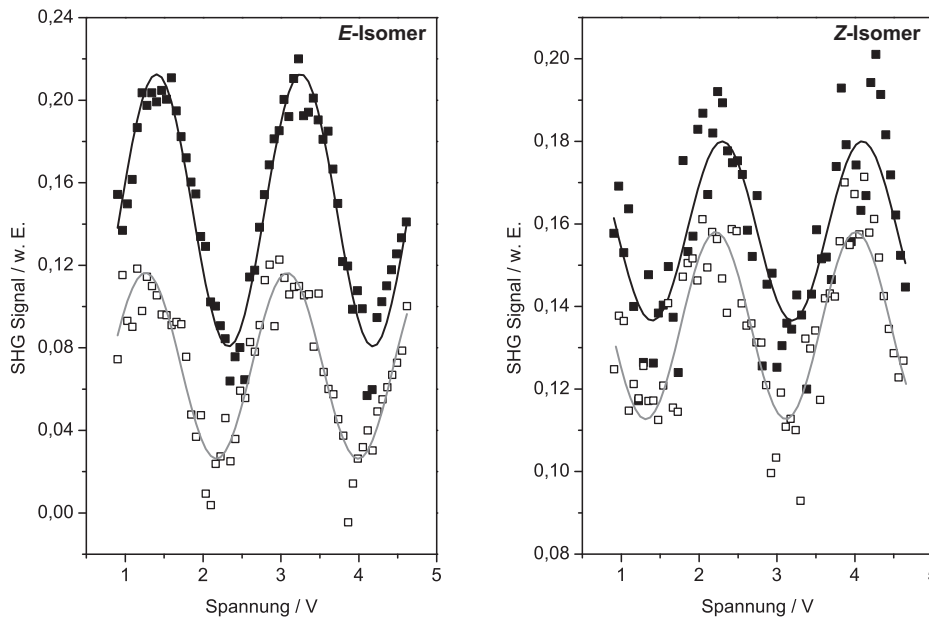 E-Isomer
SHG Signal / w. E.
0,24
0,20
0,16
0,12
0,08
0,04
0,00
1 2 3 4 5
Spannung / V
Z-Isomer
SHG Signal / w. E.
0,20
0,18
0,16
0,14
0,12
0,10
0,08
1 2 3 4
Spannung / V